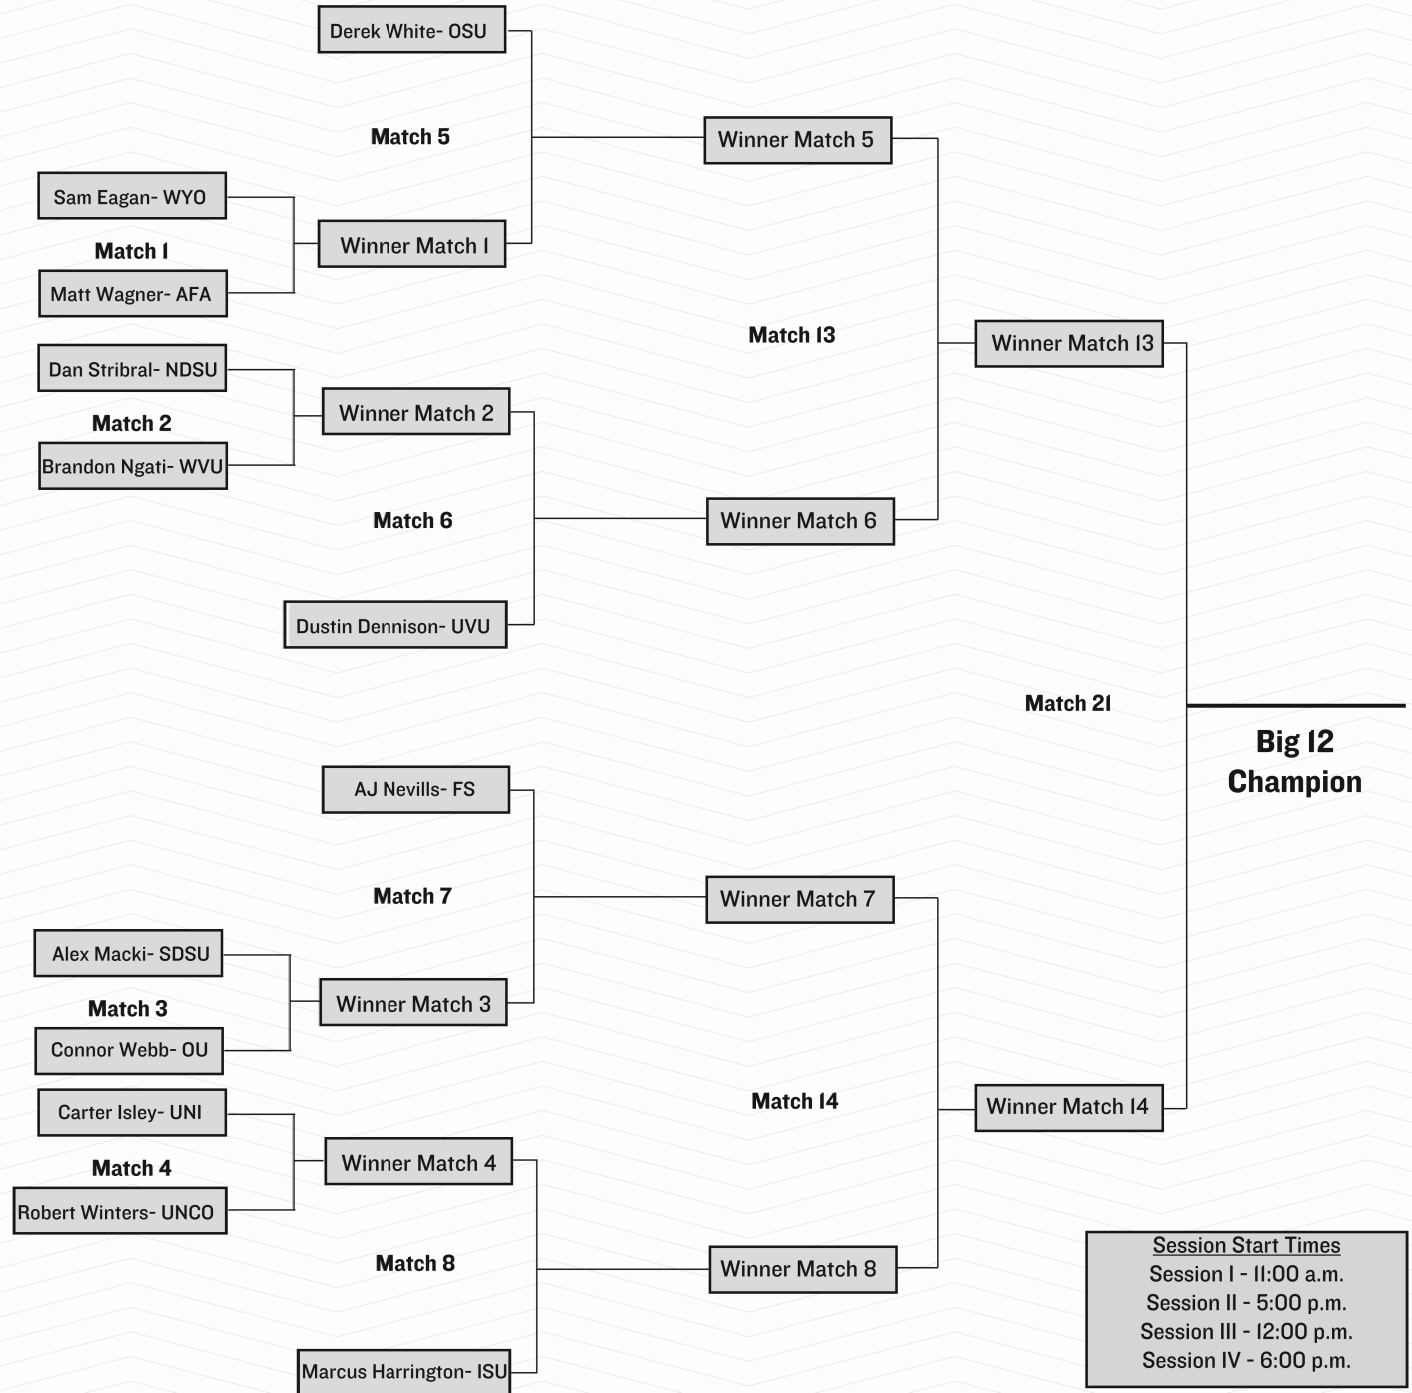 Derek White- OSU
Match 5
Winner Match 5
Sam Eagan- WYO
Match 1
Winner Match 1
Matt Wagner- AFA
Match 13
Winner Match 13
Dan Stribral- NDSU
Match 2
Winner Match 2
Brandon Ngati- WVU
Match 6
Winner Match 6
Dustin Dennison- UVU
Match 21
Big 12
Champion
AJ Nevills- FS
Match 7
Winner Match 7
Alex Macki- SDSU
Match 3
Winner Match 3
Connor Webb- OU
Match 14
Winner Match 14
Carter Isley- UNI
Match 4
Winner Match 4
Robert Winters- UNCO
Match 8
Winner Match 8
Marcus Harrington- ISU
Session Start Times
Session I - 11:00 a.m.
Session II - 5:00 p.m.
Session III - 12:00 p.m.
Session IV - 6:00 p.m.